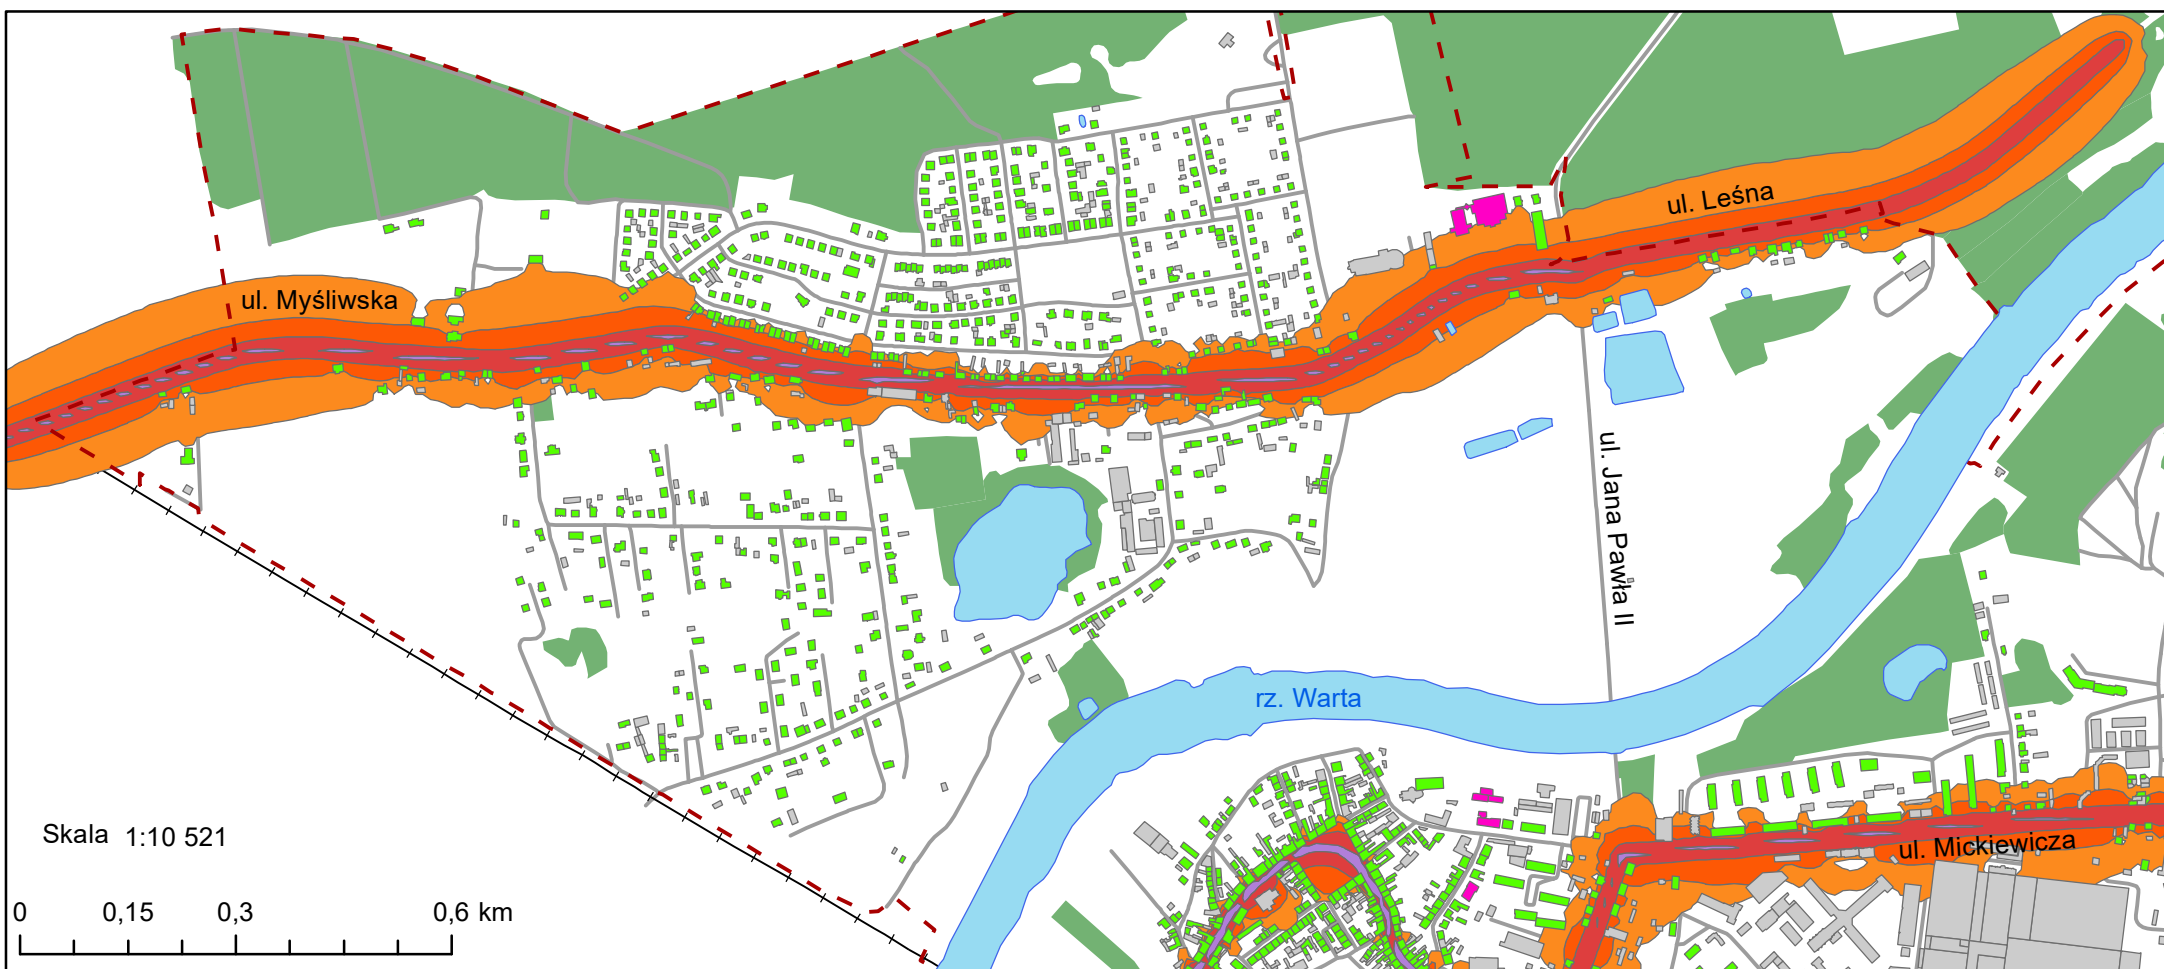 ul. Leśna
ul. Myśliwska
ul. Jana Pawła II
rz. Warta
Skala 1:10 521
ul. Mickiewicza
0 0,15 0,3 0,6 km